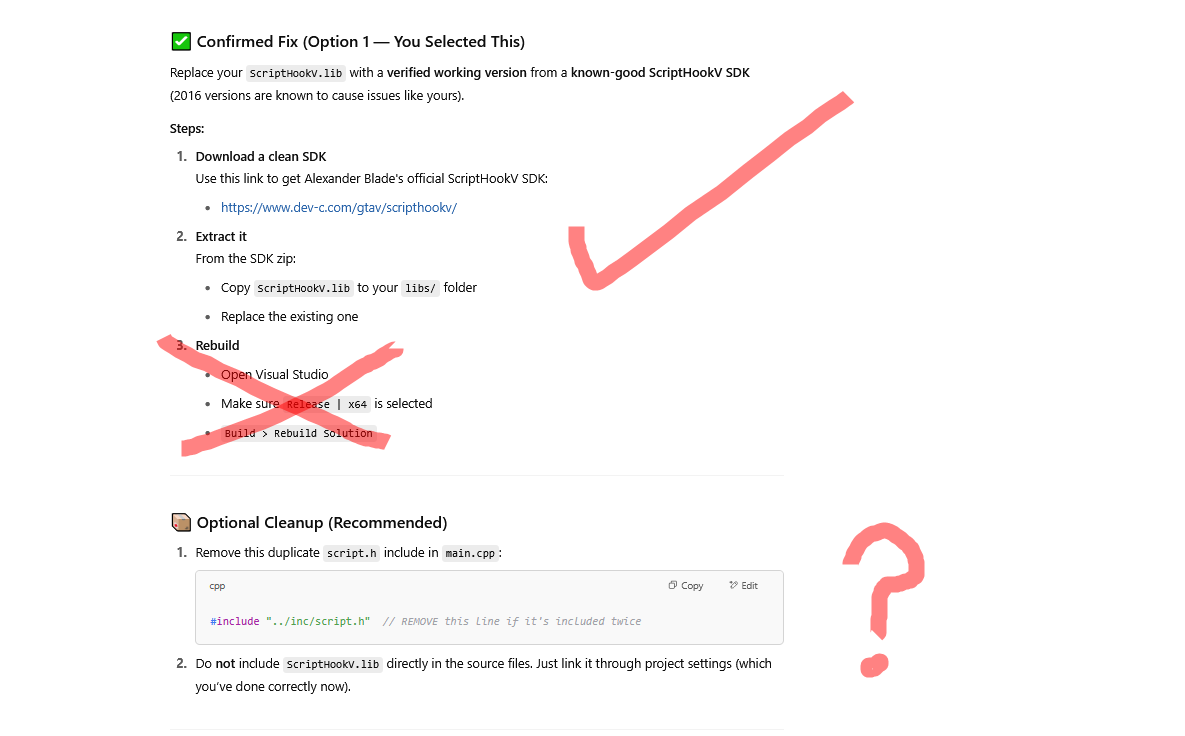 Confirmed Fix (Option 1 — You Selected This)
Replace your ScriptHookV.lib with a verified working version from a known-good ScriptHookV SDK
(2016 versions are known to cause issues like yours).
Steps:
1. Download a clean SDK
Use this link to get Alexander Blade's official ScriptHookV SDK:
• https://www.dev-c.com/gtav/scripthookv/
2. Extract it
From the SDK zip:
• Copy ScriptHookV.lib to your libs/ folder
• Replace the existing one
3. Rebuild
• Open Visual Studio
• Make sure Release | x64 is selected
• Build > Rebuild Solution
Optional Cleanup (Recommended)
1. Remove this duplicate script.h include in main.cpp:
cpp Copy Edit
#include "../inc/script.h" // REMOVE this line if it's included twice
2. Do not include ScriptHookV.lib directly in the source files. Just link it through project settings (which
you've done correctly now).
?